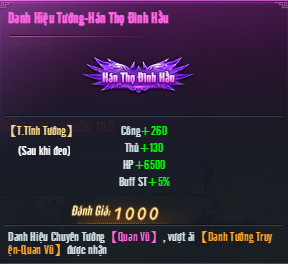 Danh Hiệu Tướng-Hán Thọ Đình Hầu
Hán Thọ Đình Hầu
【T.Tính Tướng】 Công+260
(Sau khi đeo) Thủ+130
HP+6500
Buff ST+5%
Đánh Giá: 1000
Danh Hiệu Chuyên Tướng【Quan Vũ】, vượt ải【Danh Tướng Truy
ện-Quan Vũ】được nhận